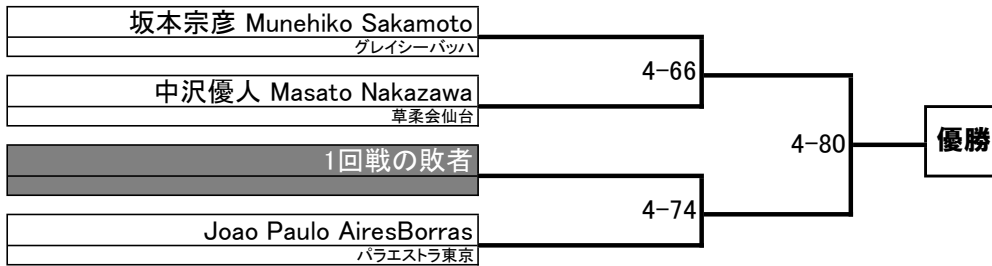 坂本宗彦 Munehiko Sakamoto
グレイシーバッハ
4-66
中沢優人 Masato Nakazawa
草柔会仙台
4-80
優勝
1回戦の敗者
4-74
Joao Paulo AiresBorras
パラエストラ東京